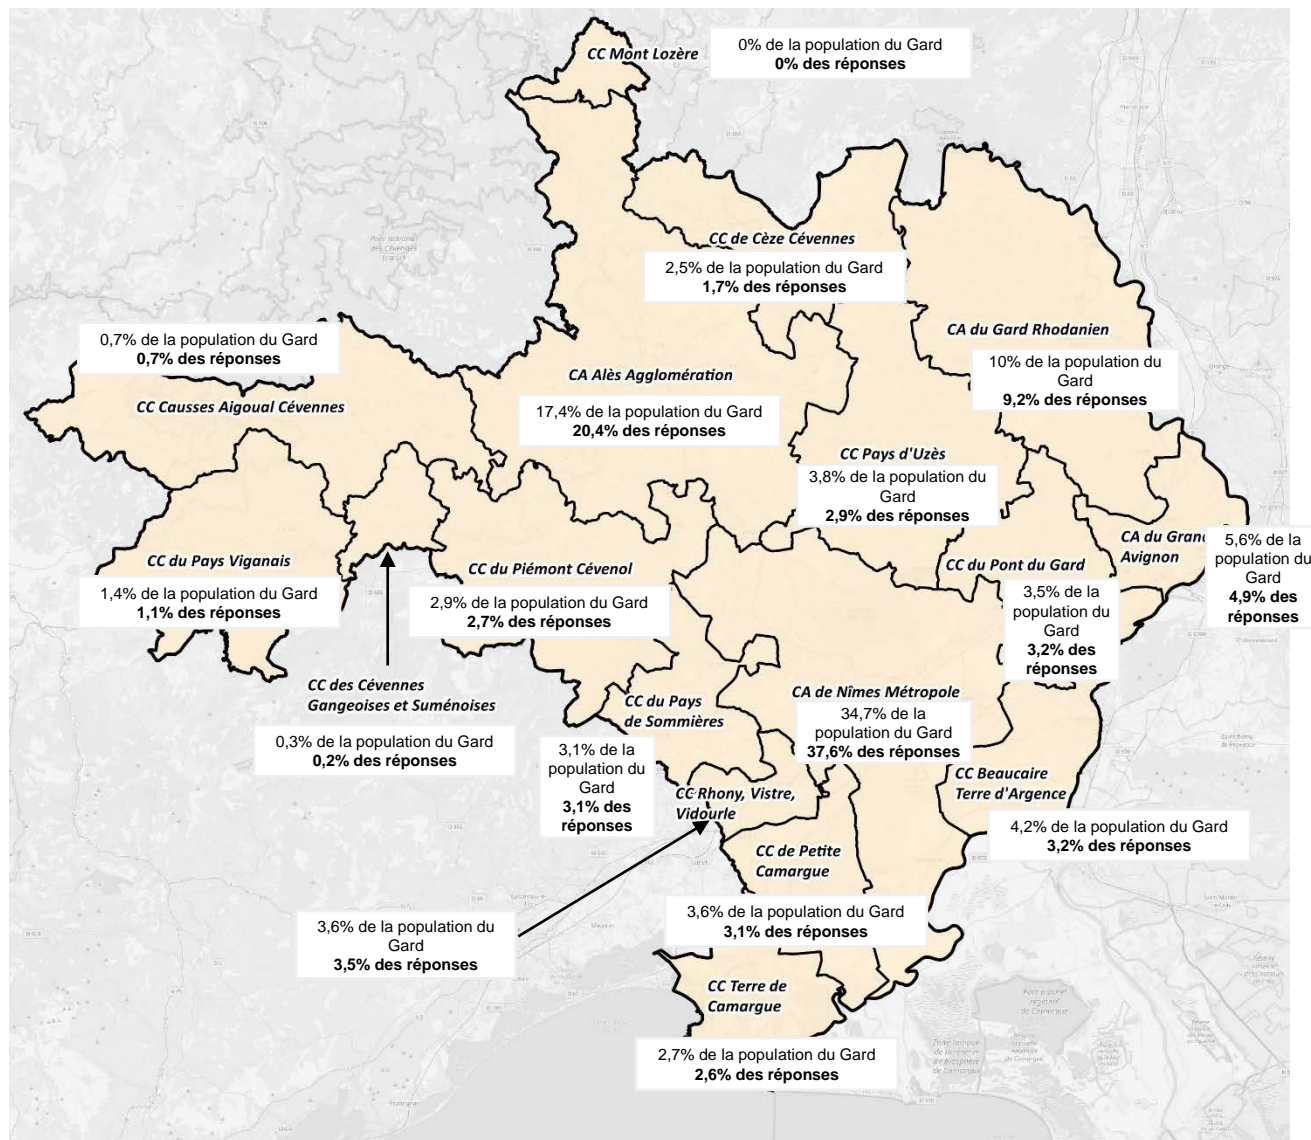 CC Mont Lozère
0% de la population du Gard
0% des réponses
CC de Cèze Cévennes
2,5% de la population du Gard
1,7% des réponses
CA du Gard Rhodanien
10% de la population du
Gard
9,2% des réponses
0,7% de la population du Gard
0,7% des réponses
CC Causses Aigoual Cévennes
CA Alès Agglomération
17,4% de la population du Gard
20,4% des réponses
CC Pays d'Uzès
3,8% de la population du
Gard
2,9% des réponses
CC du Pays Viganais
1,4% de la population du Gard
1,1% des réponses
CC du Piémont Cévenol
2,9% de la population du Gard
2,7% des réponses
CC du Pont du Gard
3,5% de la
population du
Gard
3,2% des
réponses
CA du Gran
Avignon
5,6% de la
population du
Gard
4,9% des
réponses
CC des Cévennes
Gangeoises et Suménoises
0,3% de la population du Gard
0,2% des réponses
CC du Pays
de Sommières
3,1% de la
population du
Gard
3,1% des
réponses
CA de Nîmes Métropole
34,7% de la
population du Gard
37,6% des réponses
CC Beaucaire
Terre d'Argence
4,2% de la population du Gard
3,2% des réponses
CC Rhony, Vistre,
Vidourle
3,6% de la population du
Gard
3,5% des réponses
CC de Petite
Camargue
3,6% de la population du Gard
3,1% des réponses
CC Terre de
Camargue
2,7% de la population du Gard
2,6% des réponses